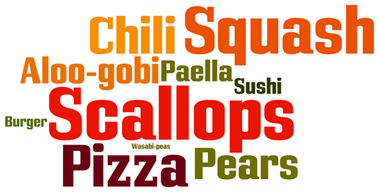 Chili Squash
Aloo-gobi Paella Sushi
Burger Scallops
Wasabi-peas
Pizza Pears